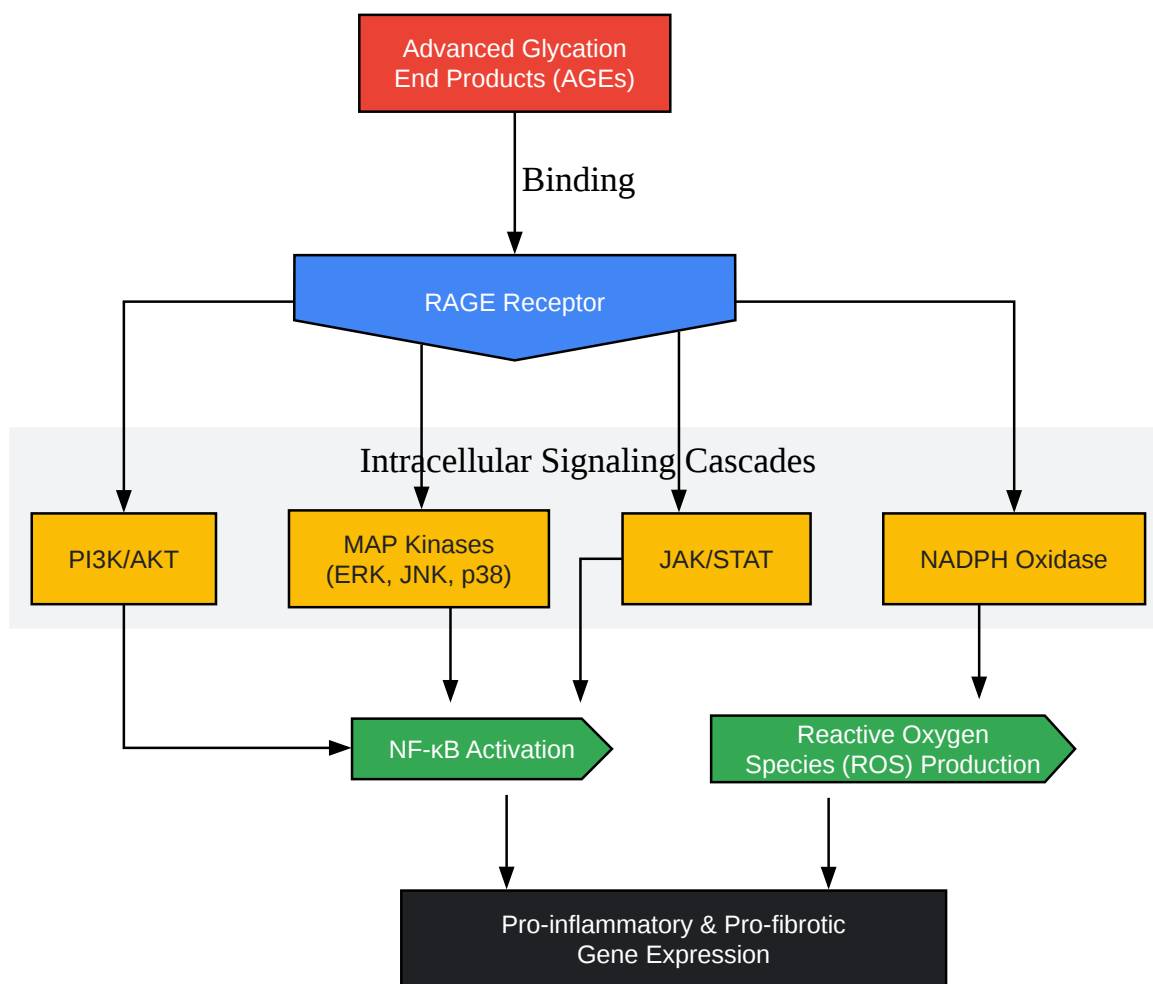 Advanced Glycation
End Products (AGEs)
Binding
RAGE Receptor
Intracellular Signaling Cascades
PI3K/AKT
MAP Kinases
(ERK, JNK, p38)
JAK/STAT
NADPH Oxidase
NF-κB Activation
Reactive Oxygen
Species (ROS) Production
Pro-inflammatory & Pro-fibrotic
Gene Expression